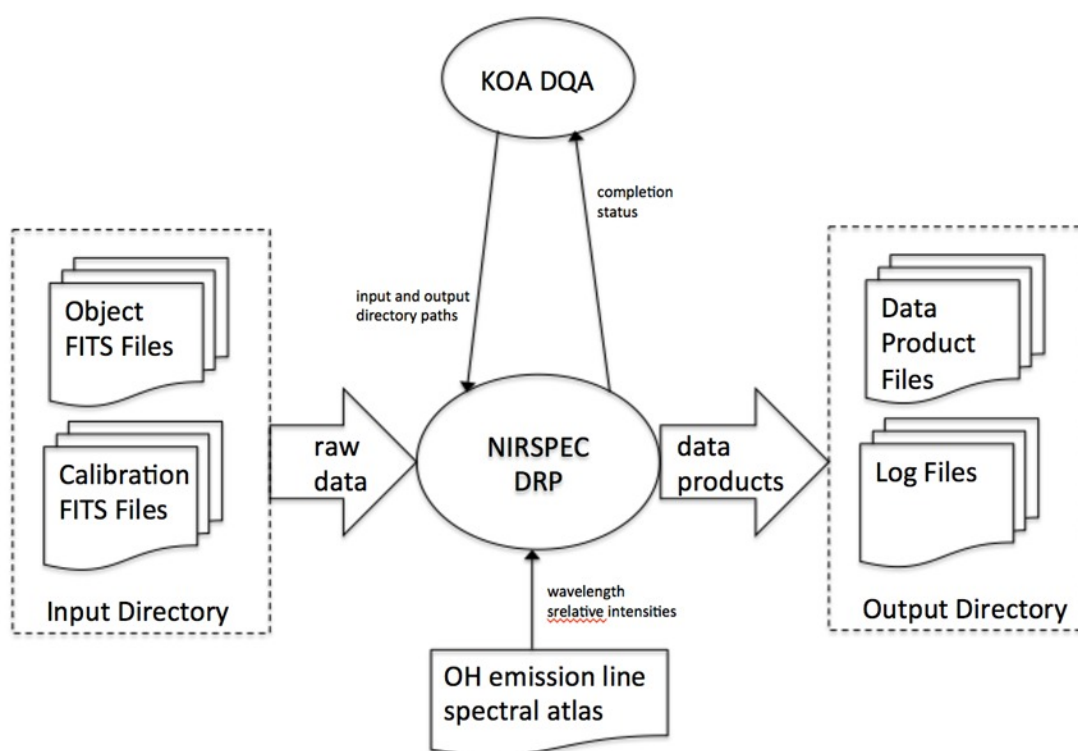 KOA DQA
completion
status
input and output
directory paths
Object
FITS Files
Calibration
FITS Files
Input Directory
raw
data
NIRSPEC
DRP
data
products
Data
Product
Files
Log Files
Output Directory
wavelength
srelative intensities
OH emission line
spectral atlas